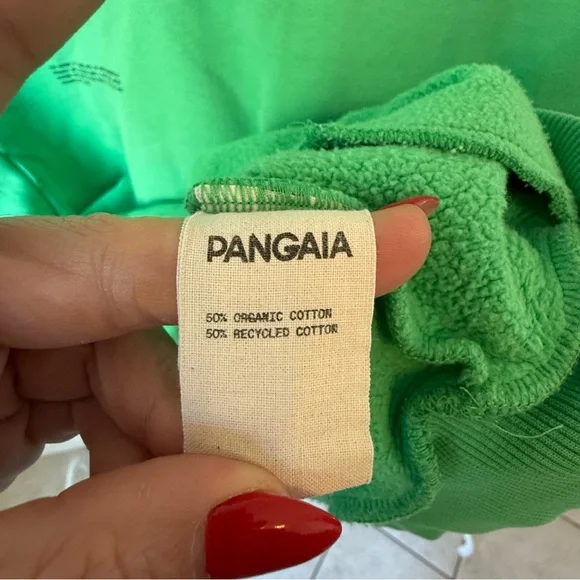 PANGAIA
50% ORGANIC COTTON
50% RECYCLED COTTON